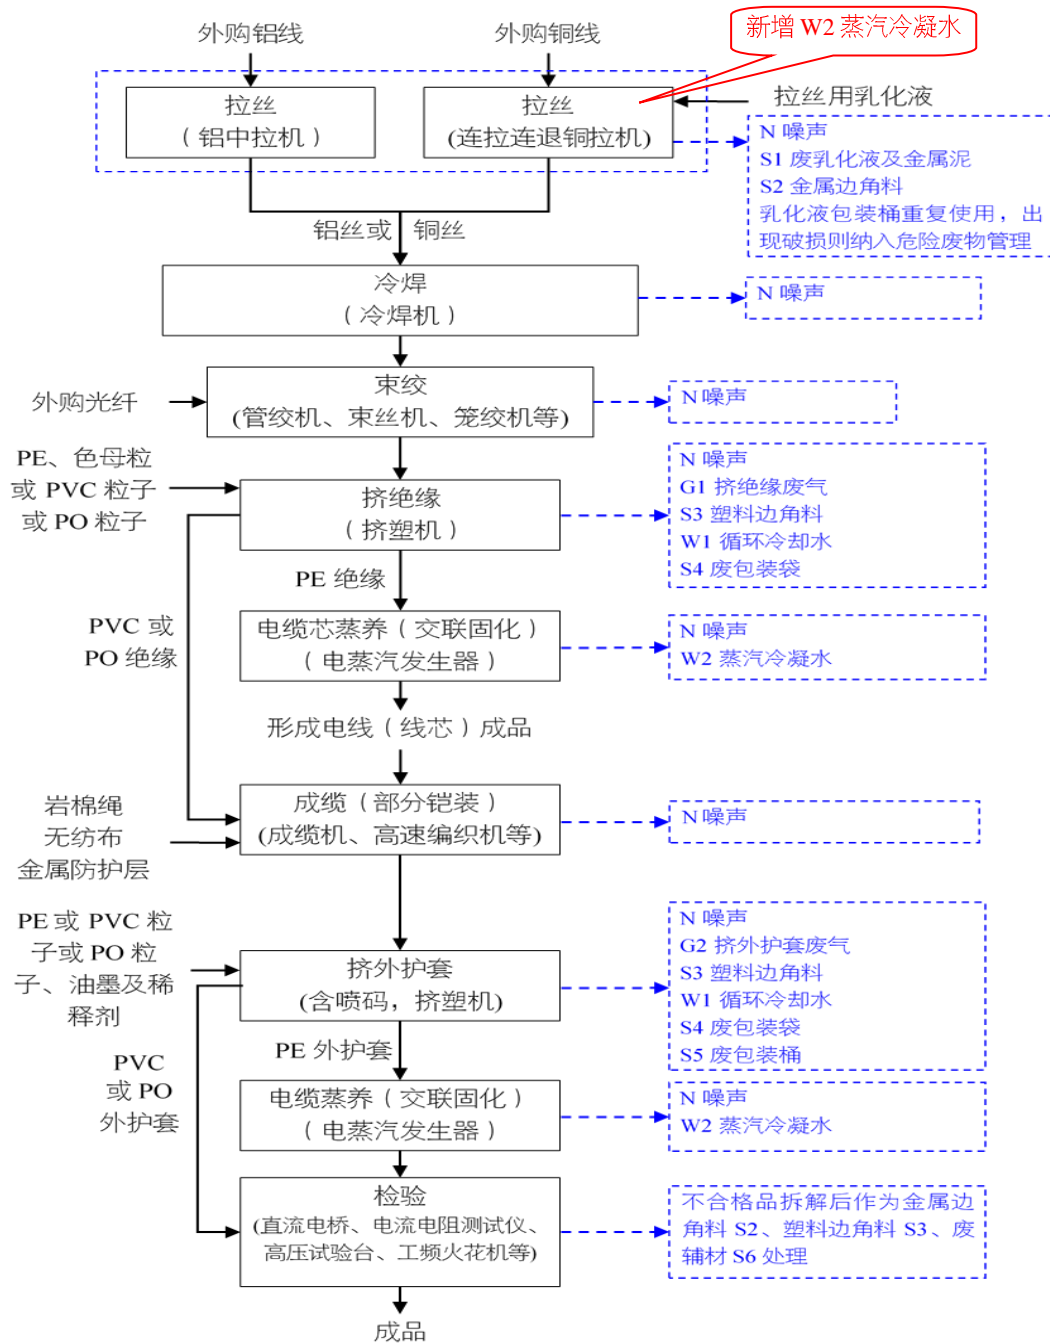 外购铝线
外购铜线
新增 W2 蒸汽冷凝水
拉丝
（铝中拉机）
拉丝
(连拉连退铜拉机)
拉丝用乳化液
N 噪声
S1 废乳化液及金属泥
S2 金属边角料
乳化液包装桶重复使用，出
现破损则纳入危险废物管理
铝丝或
铜丝
冷焊
（冷焊机）
N 噪声
外购光纤
束绞
(管绞机、束丝机、笼绞机等)
N 噪声
PE、色母粒
或 PVC 粒子
或 PO 粒子
挤绝缘
（挤塑机）
N 噪声
G1 挤绝缘废气
S3 塑料边角料
W1 循环冷却水
S4 废包装袋
PE 绝缘
PVC 或
PO 绝缘
电缆芯蒸养（交联固化）
（电蒸汽发生器）
N 噪声
W2 蒸汽冷凝水
形成电线（线芯）成品
岩棉绳
无纺布
金属防护层
成缆（部分铠装）
(成缆机、高速编织机等)
N 噪声
PE 或 PVC 粒
子或 PO 粒
子、油墨及稀
释剂
挤外护套
(含喷码，挤塑机)
N 噪声
G2 挤外护套废气
S3 塑料边角料
W1 循环冷却水
S4 废包装袋
S5 废包装桶
PE 外护套
PVC
或 PO
外护套
电缆蒸养（交联固化）
（电蒸汽发生器）
N 噪声
W2 蒸汽冷凝水
检验
(直流电桥、电流电阻测试仪、
高压试验台、工频火花机等)
不合格品拆解后作为金属边
角料 S2、塑料边角料 S3、废
辅材 S6 处理
成品